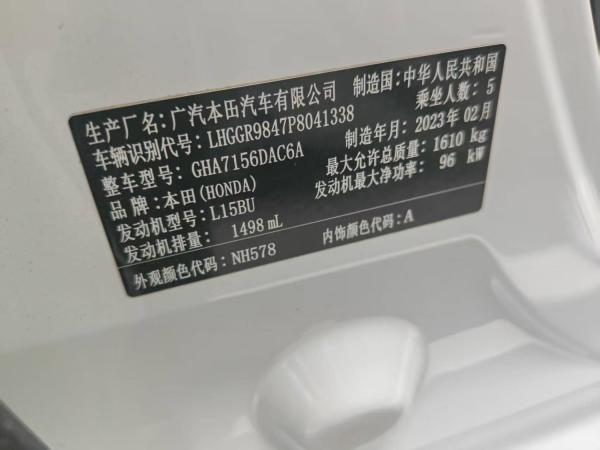 生产厂名:广汽本田汽车有限公司 制造国:中华人民共和国
车辆识别代号:LHGGR9847P8041338 乘坐人数:5
整车型号:GHA7156DAC6A 制造年月:2023年02月
品牌:本田(HONDA) 最大允许总质量:1610 kg
发动机型号:L15BU 发动机最大净功率:96 kW
发动机排量: 1498 mL
外观颜色代码:NH578 内饰颜色代码:A